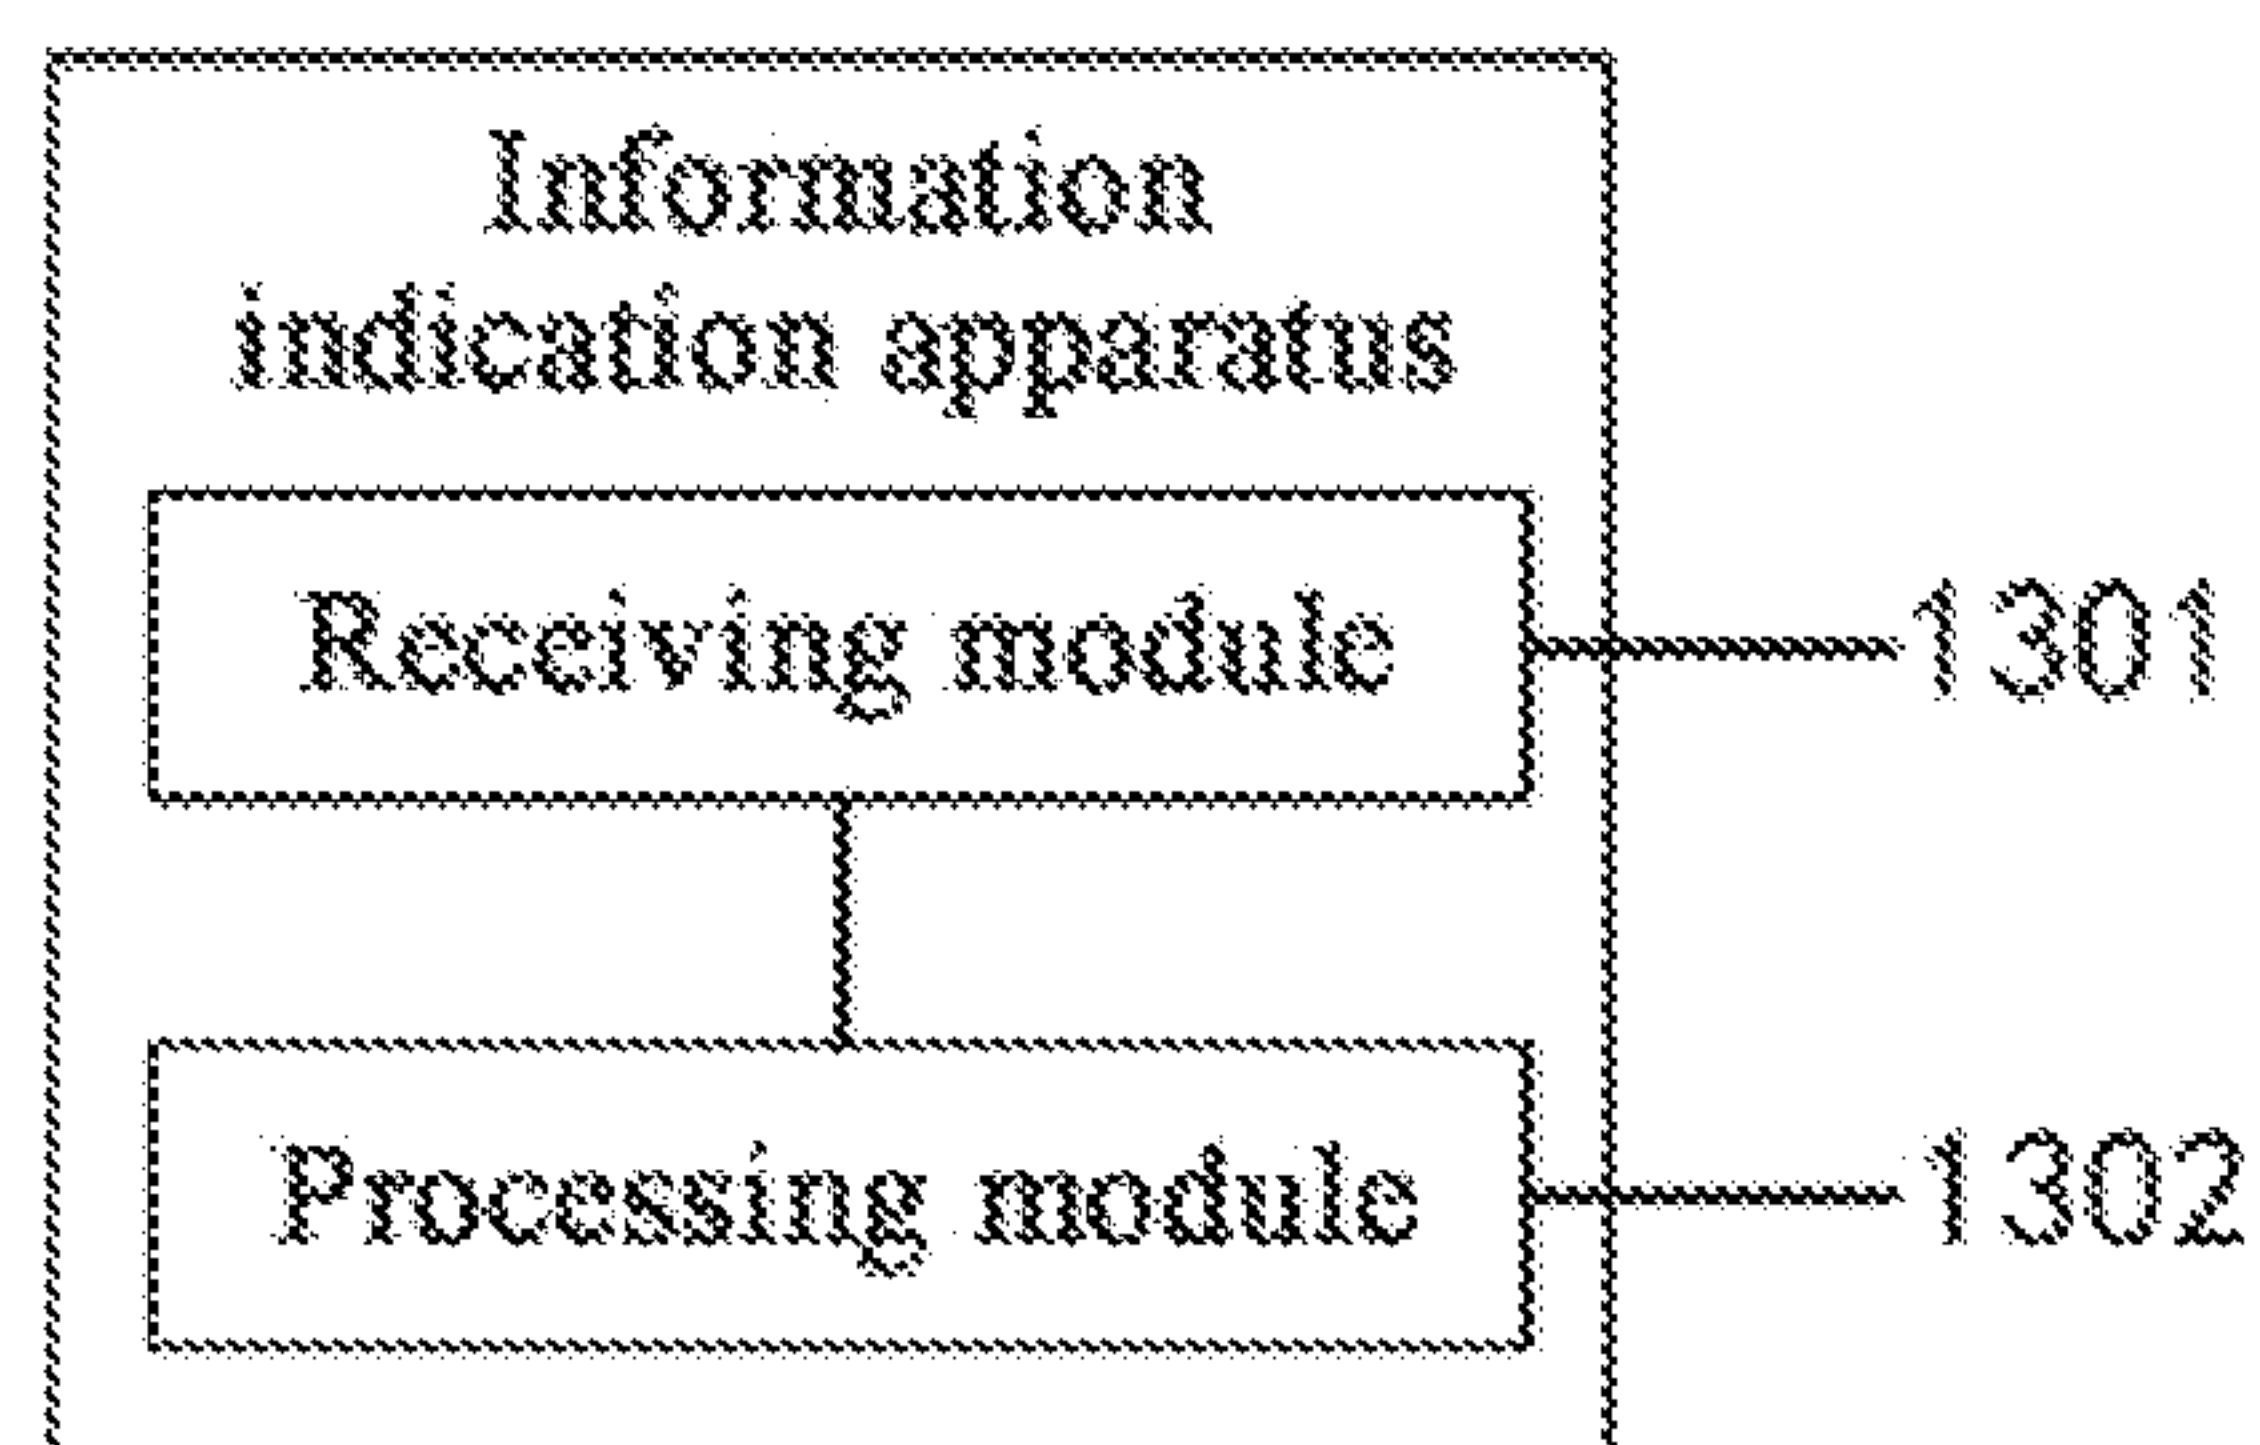 Information
indication apparatus
Receiving module
1301
Processing module
1302